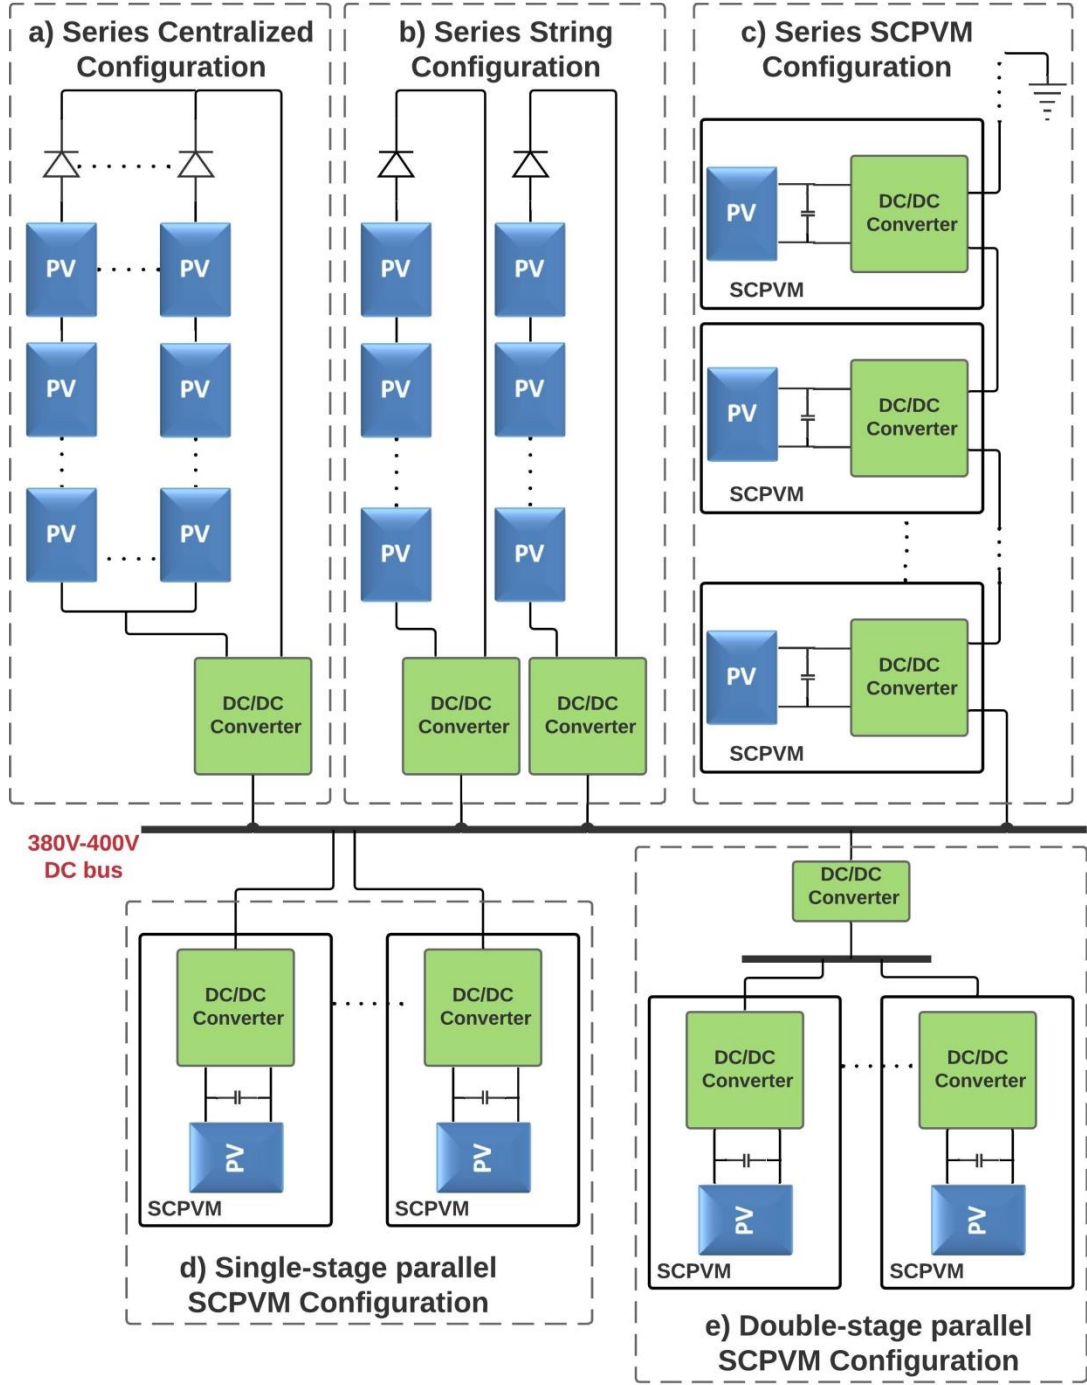 a) Series Centralized
Configuration
PV
PV
PV
PV
PV
PV
DC/DC
Converter
b) Series String
Configuration
PV
PV
PV
PV
PV
PV
DC/DC
Converter
DC/DC
Converter
c) Series SCPVM
Configuration
PV
DC/DC
Converter
SCPVM
PV
DC/DC
Converter
SCPVM
PV
DC/DC
Converter
SCPVM
380V-400V
DC bus
DC/DC
Converter
PV
SCPVM
DC/DC
Converter
PV
SCPVM
d) Single-stage parallel
SCPVM Configuration
DC/DC
Converter
DC/DC
Converter
PV
SCPVM
DC/DC
Converter
PV
SCPVM
e) Double-stage parallel
SCPVM Configuration